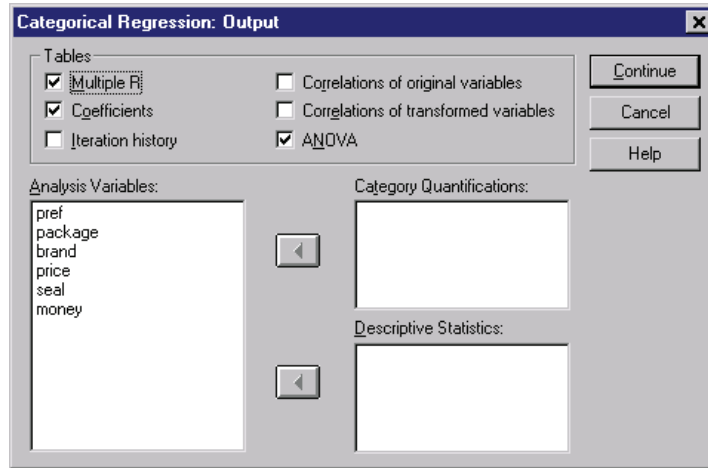 Categorical Regression: Output
Tables
Multiple R
Coefficients
Iteration history
Correlations of original variables
Correlations of transformed variables
ANOVA
Continue
Cancel
Help
Analysis Variables:
pref
package
brand
price
seal
money
Category Quantifications:
Descriptive Statistics: